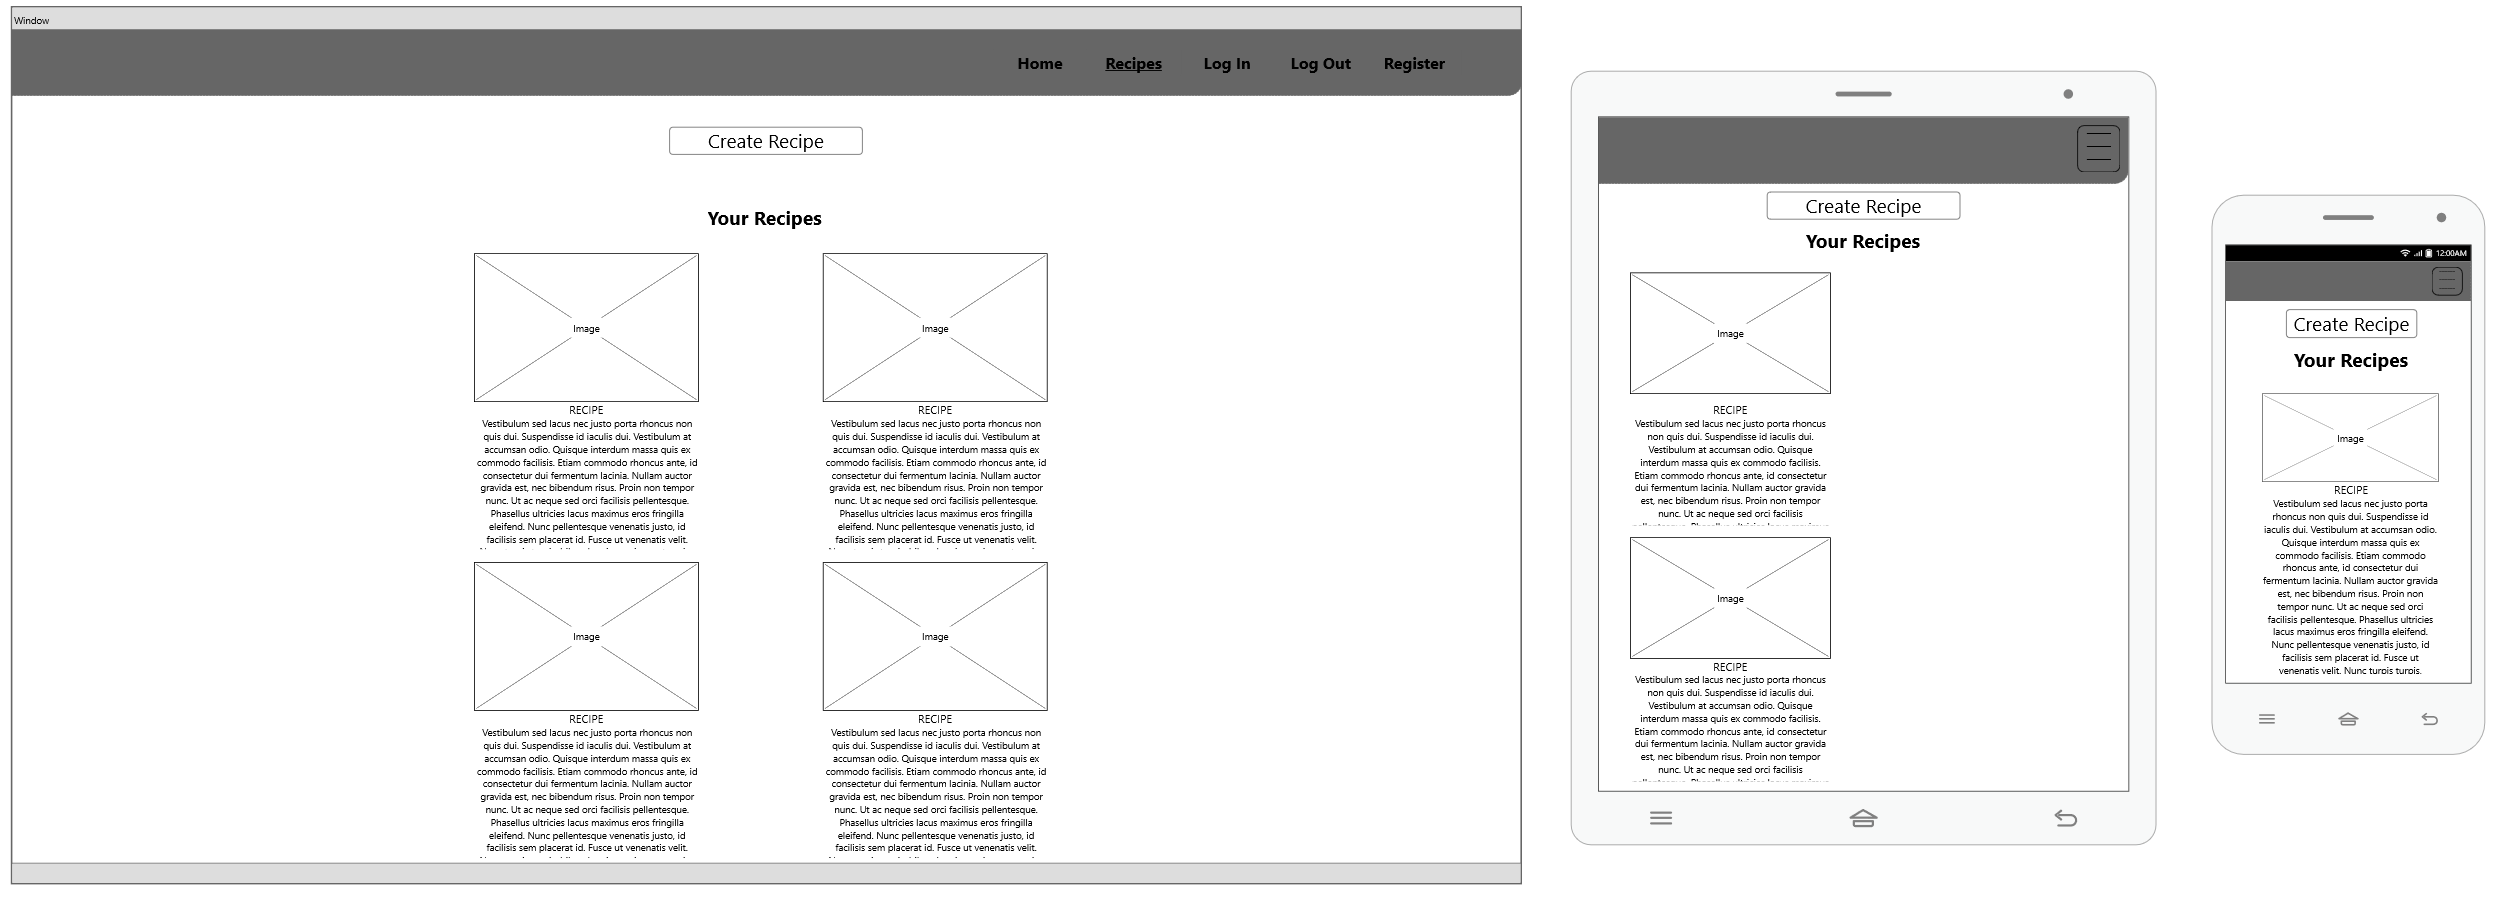 Window
Home Recipes Log In Log Out Register
Create Recipe
Your Recipes
Image
RECIPE
Vestibulum sed lacus nec justo porta rhoncus non
quis dui. Suspendisse id iaculis dui. Vestibulum at
accumsan odio. Quisque interdum massa quis ex
commodo facilisis. Etiam commodo rhoncus ante, id
consectetur dui fermentum lacinia. Nullam auctor
gravida est, nec bibendum risus. Proin non tempor
nunc. Ut ac neque sed orci facilisis pellentesque.
Phasellus ultricies lacus maximus eros fringilla
eleifend. Nunc pellentesque venenatis justo, id
facilisis sem placerat id. Fusce ut venenatis velit.
Image
RECIPE
Vestibulum sed lacus nec justo porta rhoncus non
quis dui. Suspendisse id iaculis dui. Vestibulum at
accumsan odio. Quisque interdum massa quis ex
commodo facilisis. Etiam commodo rhoncus ante, id
consectetur dui fermentum lacinia. Nullam auctor
gravida est, nec bibendum risus. Proin non tempor
nunc. Ut ac neque sed orci facilisis pellentesque.
Phasellus ultricies lacus maximus eros fringilla
eleifend. Nunc pellentesque venenatis justo, id
facilisis sem placerat id. Fusce ut venenatis velit.
Image
RECIPE
Vestibulum sed lacus nec justo porta rhoncus non
quis dui. Suspendisse id iaculis dui. Vestibulum at
accumsan odio. Quisque interdum massa quis ex
commodo facilisis. Etiam commodo rhoncus ante, id
consectetur dui fermentum lacinia. Nullam auctor
gravida est, nec bibendum risus. Proin non tempor
nunc. Ut ac neque sed orci facilisis pellentesque.
Phasellus ultricies lacus maximus eros fringilla
eleifend. Nunc pellentesque venenatis justo, id
facilisis sem placerat id. Fusce ut venenatis velit.
Image
RECIPE
Vestibulum sed lacus nec justo porta rhoncus non
quis dui. Suspendisse id iaculis dui. Vestibulum at
accumsan odio. Quisque interdum massa quis ex
commodo facilisis. Etiam commodo rhoncus ante, id
consectetur dui fermentum lacinia. Nullam auctor
gravida est, nec bibendum risus. Proin non tempor
nunc. Ut ac neque sed orci facilisis pellentesque.
Phasellus ultricies lacus maximus eros fringilla
eleifend. Nunc pellentesque venenatis justo, id
facilisis sem placerat id. Fusce ut venenatis velit.
Create Recipe
Your Recipes
Image
RECIPE
Vestibulum sed lacus nec justo porta rhoncus
non quis dui. Suspendisse id iaculis dui.
Vestibulum at accumsan odio. Quisque
interdum massa quis ex commodo facilisis.
Etiam commodo rhoncus ante, id consectetur
dui fermentum lacinia. Nullam auctor gravida
est, nec bibendum risus. Proin non tempor
nunc. Ut ac neque sed orci facilisis
Image
RECIPE
Vestibulum sed lacus nec justo porta rhoncus
non quis dui. Suspendisse id iaculis dui.
Vestibulum at accumsan odio. Quisque
interdum massa quis ex commodo facilisis.
Etiam commodo rhoncus ante, id consectetur
dui fermentum lacinia. Nullam auctor gravida
est, nec bibendum risus. Proin non tempor
nunc. Ut ac neque sed orci facilisis
12:00AM
Create Recipe
Your Recipes
Image
RECIPE
Vestibulum sed lacus nec justo porta
rhoncus non quis dui. Suspendisse id
iaculis dui. Vestibulum at accumsan odio.
Quisque interdum massa quis ex
commodo facilisis. Etiam commodo
rhoncus ante, id consectetur dui
fermentum lacinia. Nullam auctor gravida
est, nec bibendum risus. Proin non
tempor nunc. Ut ac neque sed orci
facilisis pellentesque. Phasellus ultricies
lacus maximus eros fringilla eleifend.
Nunc pellentesque venenatis justo, id
facilisis sem placerat id. Fusce ut
venenatis velit. Nunc turpis turpis.